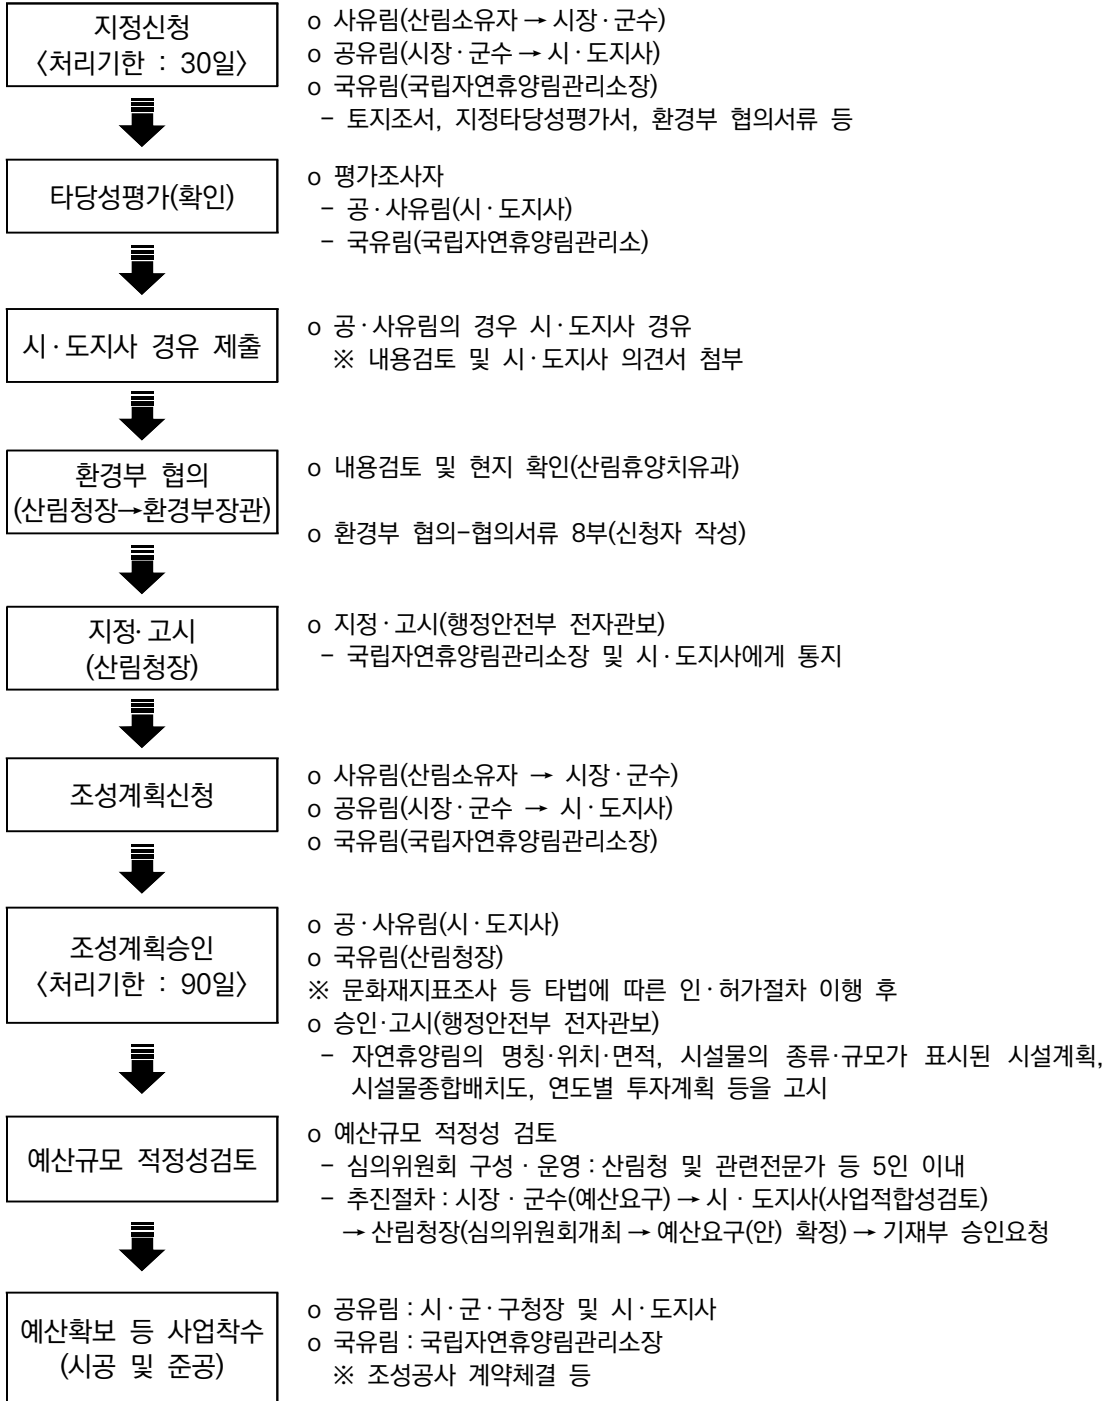 지정신청
〈처리기한 : 30일〉
o 사유림(산림소유자 → 시장·군수)
o 공유림(시장·군수 → 시·도지사)
o 국유림(국립자연휴양림관리소장)
- 토지조서, 지정타당성평가서, 환경부 협의서류 등
타당성평가(확인)
o 평가조사자
- 공·사유림(시·도지사)
- 국유림(국립자연휴양림관리소)
시·도지사 경유 제출
o 공·사유림의 경우 시·도지사 경유
※ 내용검토 및 시·도지사 의견서 첨부
환경부 협의
(산림청장→환경부장관)
o 내용검토 및 현지 확인(산림휴양치유과)
o 환경부 협의-협의서류 8부(신청자 작성)
지정·고시
(산림청장)
o 지정·고시(행정안전부 전자관보)
- 국립자연휴양림관리소장 및 시·도지사에게 통지
조성계획신청
o 사유림(산림소유자 → 시장·군수)
o 공유림(시장·군수 → 시·도지사)
o 국유림(국립자연휴양림관리소장)
조성계획승인
〈처리기한 : 90일〉
o 공·사유림(시·도지사)
o 국유림(산림청장)
※ 문화재지표조사 등 타법에 따른 인·허가절차 이행 후
o 승인·고시(행정안전부 전자관보)
- 자연휴양림의 명칭·위치·면적, 시설물의 종류·규모가 표시된 시설계획,
시설물종합배치도, 연도별 투자계획 등을 고시
예산규모 적정성검토
o 예산규모 적정성 검토
- 심의위원회 구성·운영 : 산림청 및 관련전문가 등 5인 이내
- 추진절차 : 시장·군수(예산요구) → 시·도지사(사업적합성검토)
→ 산림청장(심의위원회개최 → 예산요구(안) 확정) → 기재부 승인요청
예산확보 등 사업착수
(시공 및 준공)
o 공유림 : 시·군·구청장 및 시·도지사
o 국유림 : 국립자연휴양림관리소장
※ 조성공사 계약체결 등